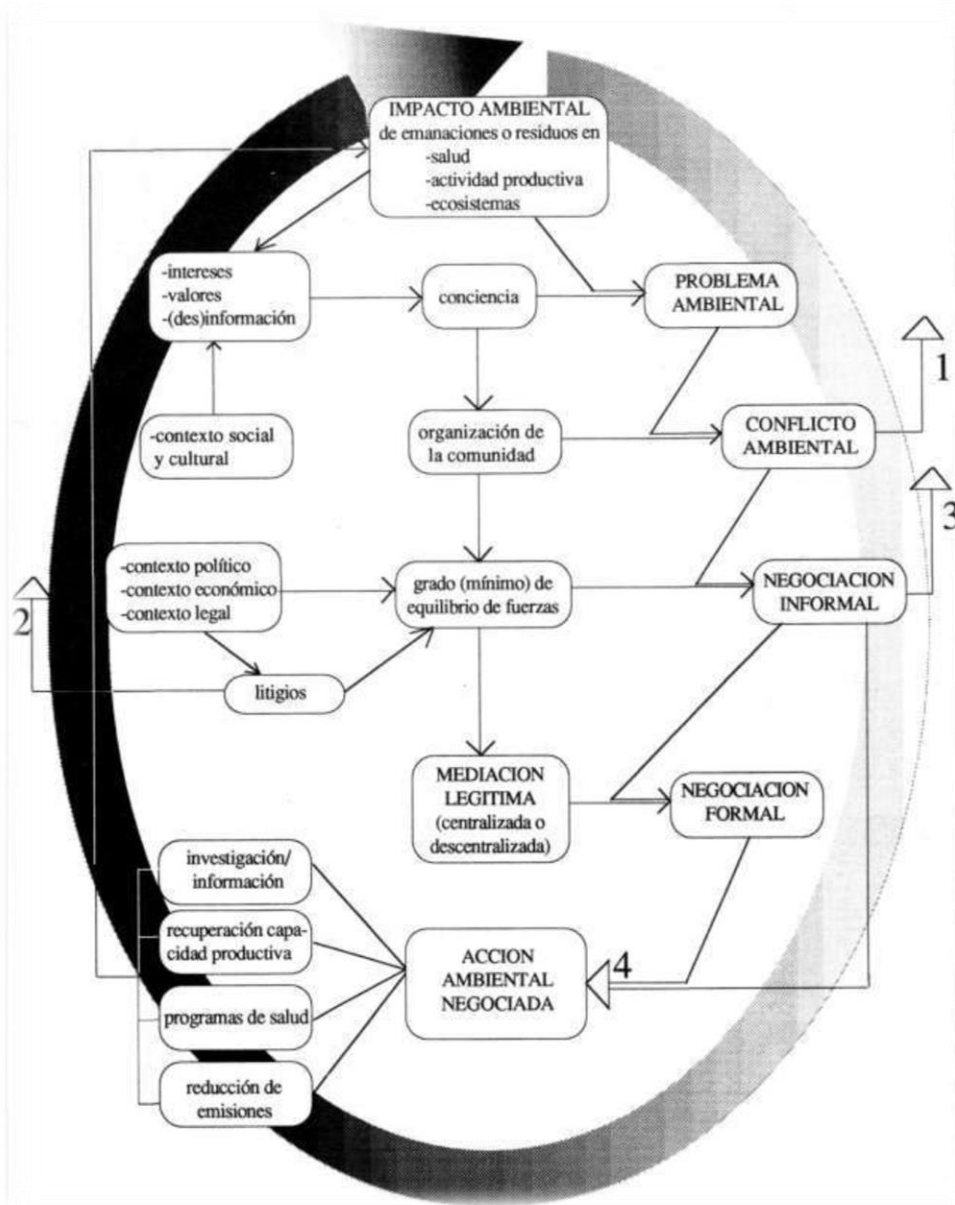 IMPACTO AMBIENTAL
de emanaciones o residuos en
-salud
-actividad productiva
-ecosistemas
-intereses
-valores
-(des)información
conciencia
PROBLEMA
AMBIENTAL
1
-contexto social
y cultural
organización de
la comunidad
CONFLICTO
AMBIENTAL
3
-contexto político
-contexto económico
-contexto legal
grado (mínimo) de
equilibrio de fuerzas
NEGOCIACION
INFORMAL
2
litigios
MEDIACION
LEGITIMA
(centralizada o
descentralizada)
NEGOCIACION
FORMAL
investigación/
información
recuperación capa-
cidad productiva
programas de salud
reducción de
emisiones
ACCION
AMBIENTAL
NEGOCIADA
4